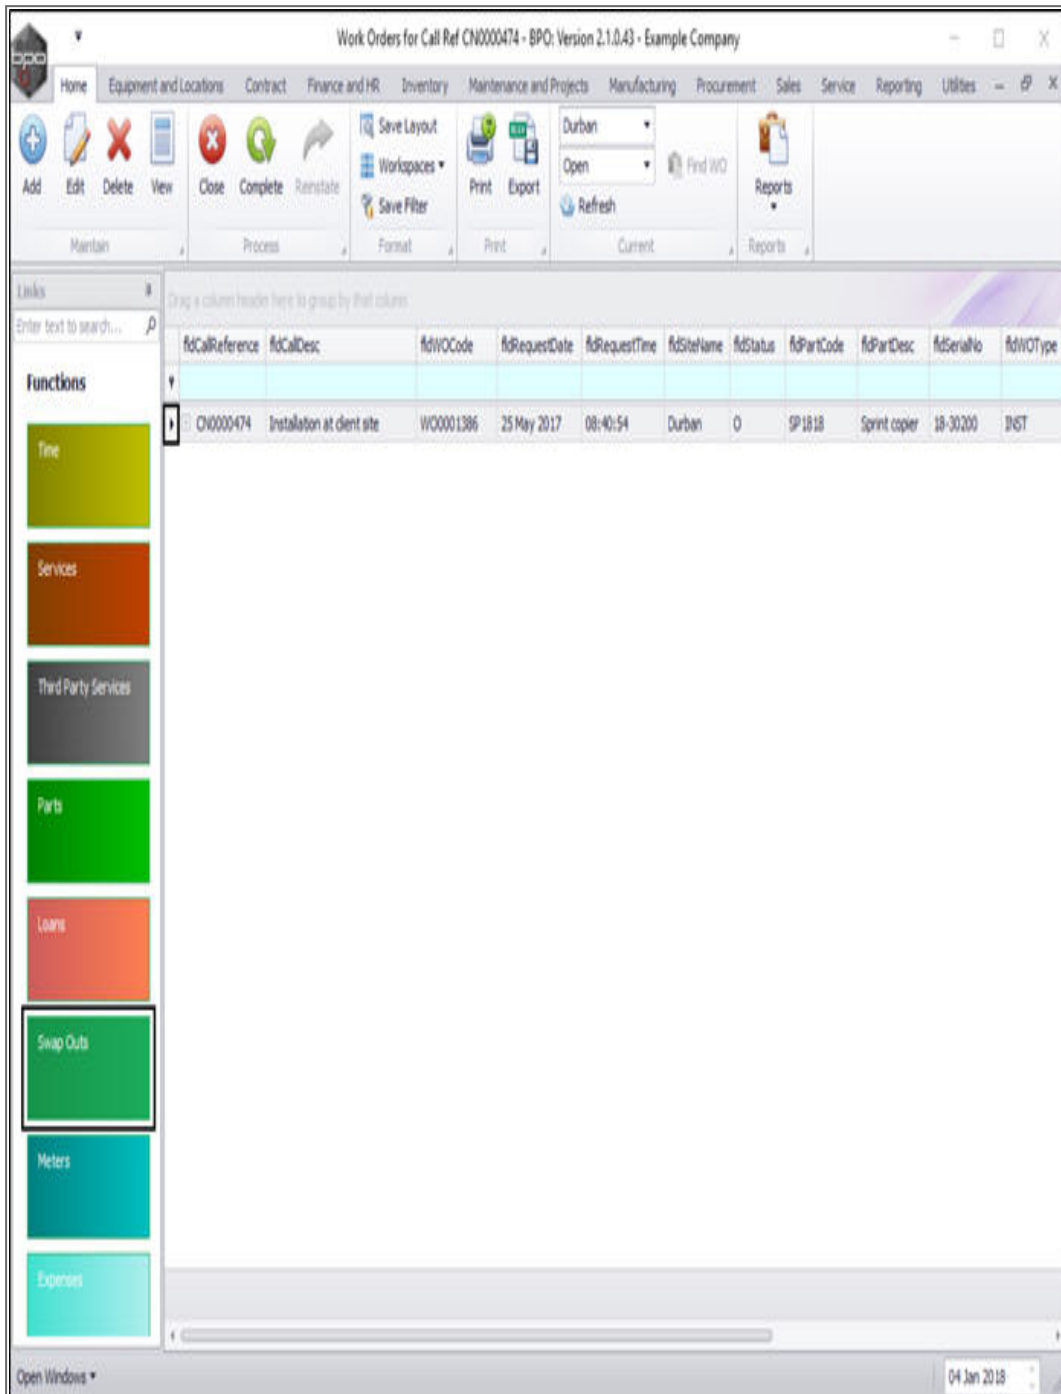 Work Orders for Call Ref CN0000474 - BPO: Version 2.1.0.43 - Example Company
bpo
Home Equipment and Locations Contract Finance and HR Inventory Maintenance and Projects Manufacturing Procurement Sales Service Reporting Utilities
Save Layout Durban
Workspaces Open Find WO
Add Edit Delete View Close Complete Reinstate Print Export Reports
Save Filter Refresh
Maintain Process Format Print Current Reports
Links
Drag a column header here to group by that column
Enter text to search...
fldCallReference fldCallDesc fldWOCode fldRequestDate fldRequestTime fldSiteName fldStatus fldPartCode fldPartDesc fldSerialNo fldWOType
Functions
CN0000474 Installation at client site WO0001386 25 May 2017 08:40:54 Durban O SP1818 Sprint copier 18-30200 INST
Time
Services
Third Party Services
Parts
Loans
Swap Outs
Meters
Expenses
Open Windows 04 Jan 2018